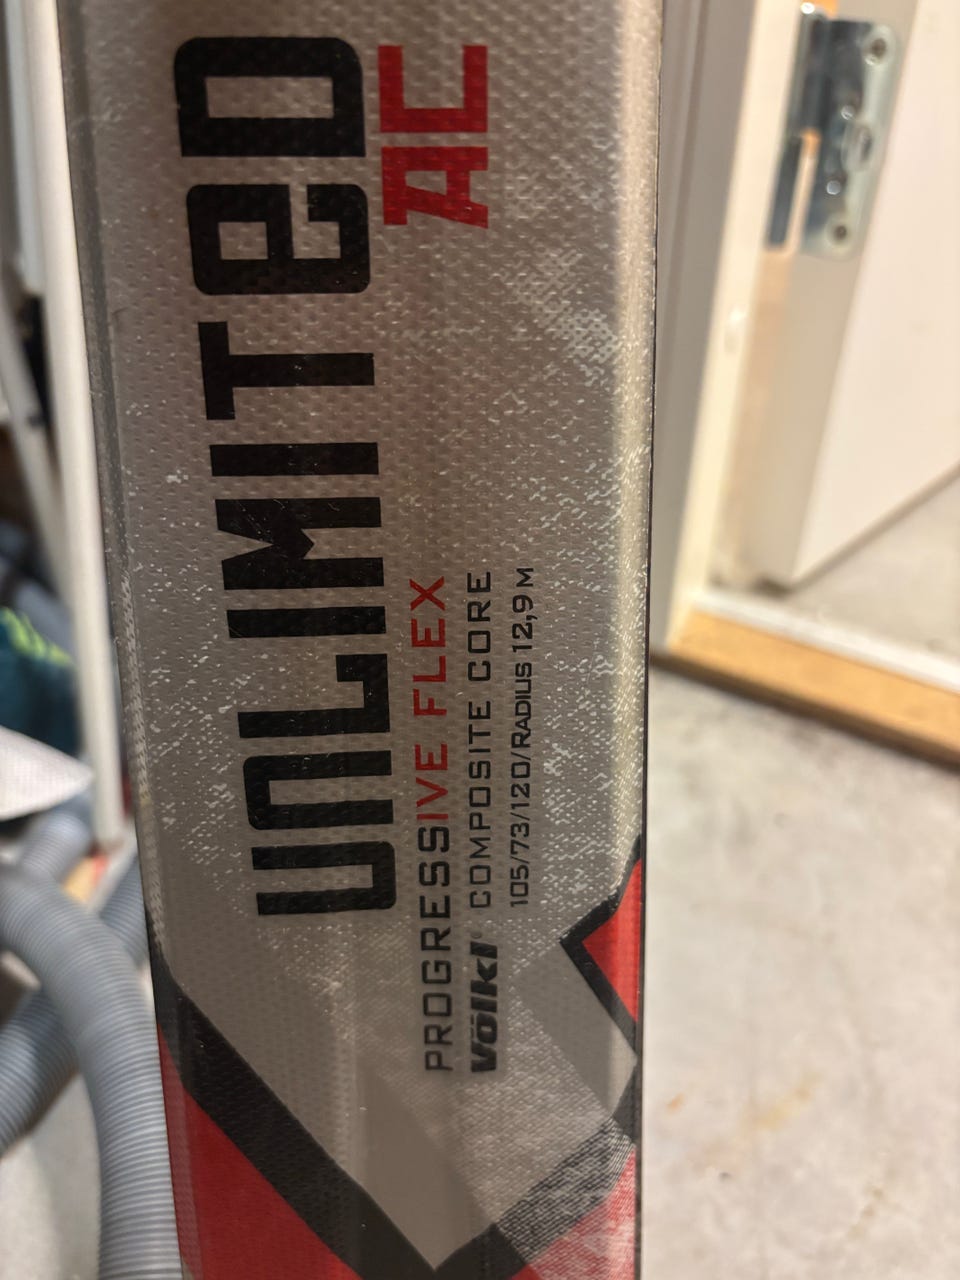 UNLIMITED
AC
PROGRESSIVE FLEX
Völkl® COMPOSITE CORE
105/73/120/RADIUS 12,9 M